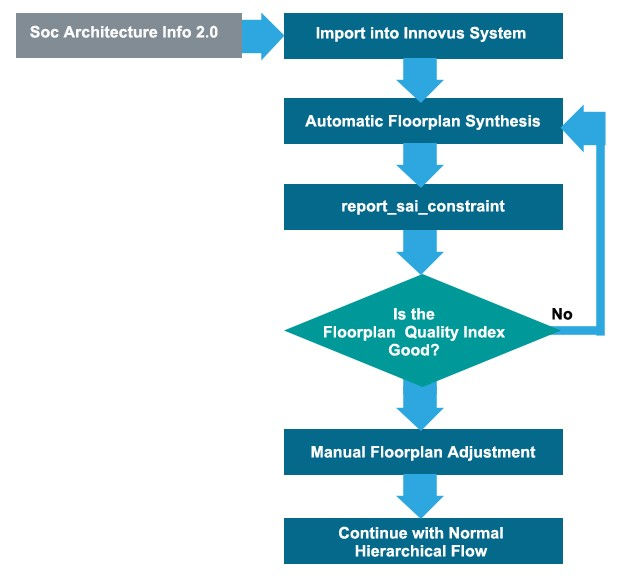 Soc Architecture Info 2.0
Import into Innovus System
Automatic Floorplan Synthesis
report_sai_constraint
Is the
Floorplan Quality Index
Good?
No
Manual Floorplan Adjustment
Continue with Normal
Hierarchical Flow